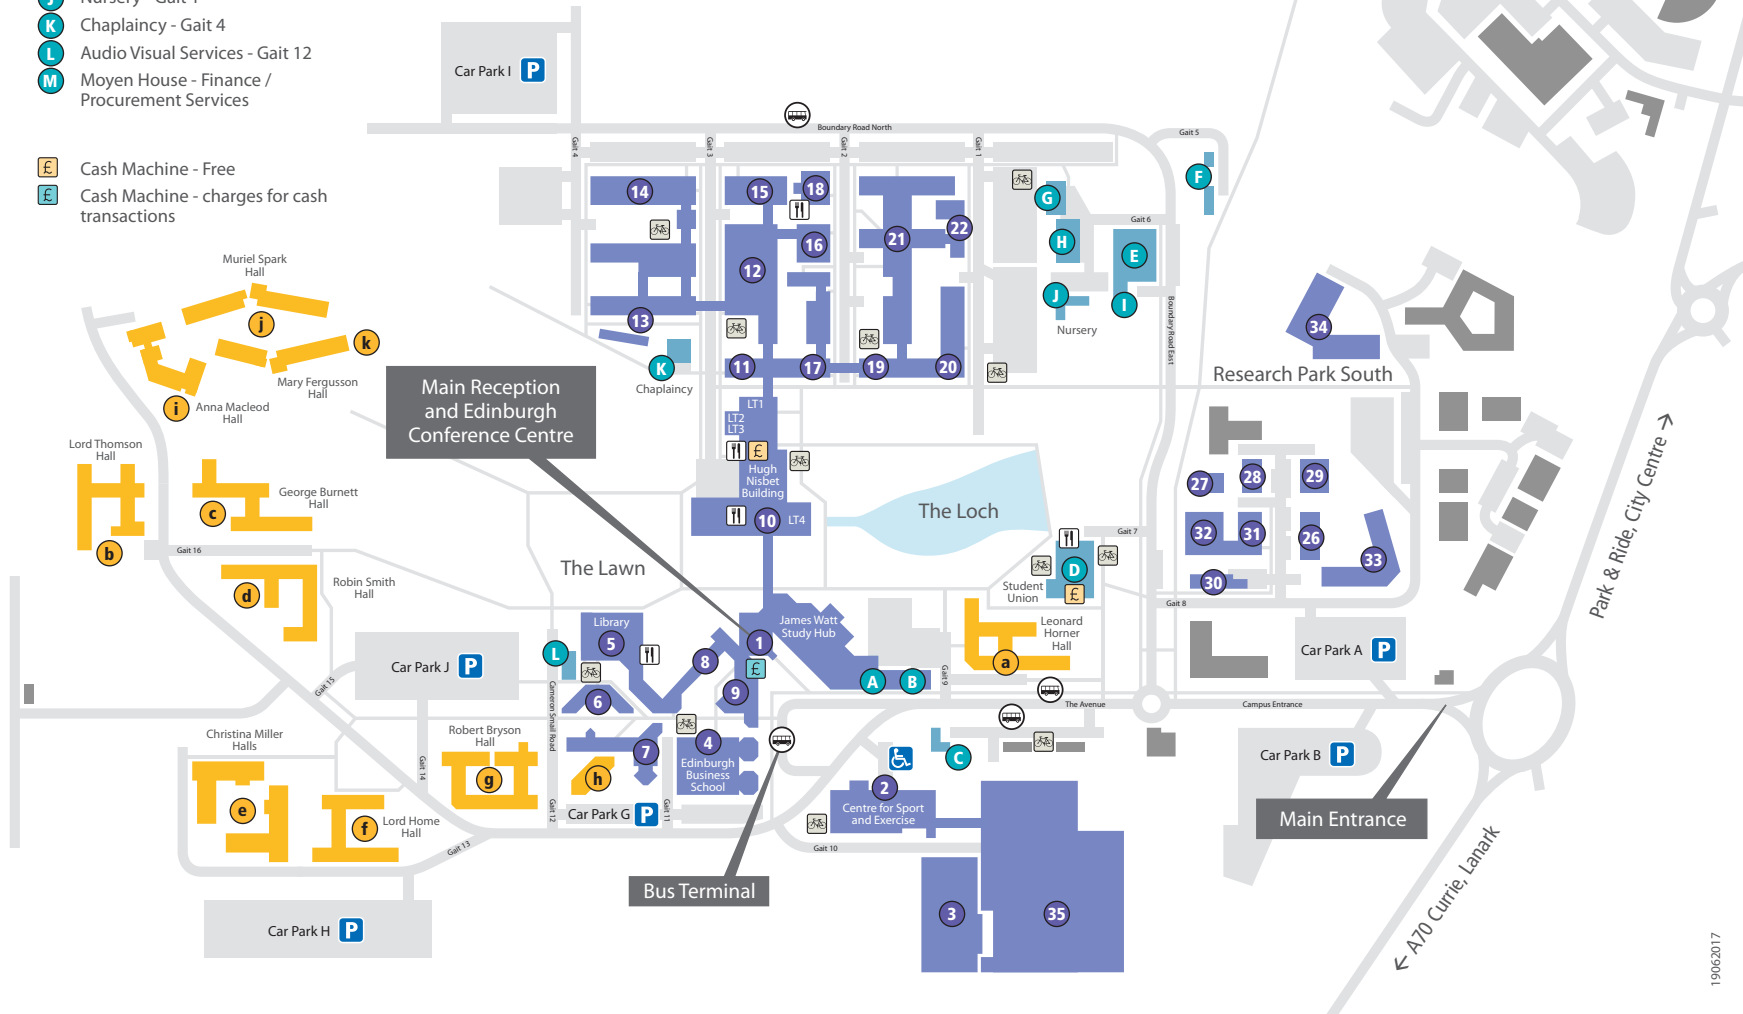 J Nursery - Gait 4
K Chaplaincy - Gait 4
L Audio Visual Services - Gait 12
M Moyen House - Finance /
Procurement Services
£ Cash Machine - Free
£ Cash Machine - charges for cash
transactions
Car Park I P
Boundary Road North
Gait 5
Gait 4
Gait 3
Gait 2
Gait 1
F
14
15
18
G
Gait 6
22
21
16
H
E
12
J
I
Nursery
Boundary Road East
13
K
Chaplaincy
11
17
19
20
34
Research Park South
Muriel Spark
Hall
j
k
Mary Fergusson
Hall
i
Anna Macleod
Hall
Main Reception
and Edinburgh
Conference Centre
LT1
LT2
LT3
£
Hugh
Nisbet
Building
10
LT4
The Loch
Lord Thomson
Hall
b
George Burnett
Hall
c
Gait 16
d
Robin Smith
Hall
The Lawn
27
28
29
32
31
26
33
30
Gait 7
D
Student
Union
£
Gait 8
Park & Ride, City Centre →
Library
5
L
8
1
£
9
6
James Watt
Study Hub
A
B
Gait 9
Leonard
Horner
Hall
a
Car Park A P
Car Park J P
Gait 15
Cameron Smail Road
The Avenue
Campus Entrance
Christina Miller
Halls
e
Gait 14
Robert Bryson
Hall
g
h
7
4
Edinburgh
Business
School
C
Car Park B P
2
Centre for Sport
and Exercise
Main Entrance
f
Lord Home
Hall
Gait 12
Car Park G P
Gait 11
Gait 13
Gait 10
Bus Terminal
3
35
Car Park H P
← A70 Currie, Lanark
19062017